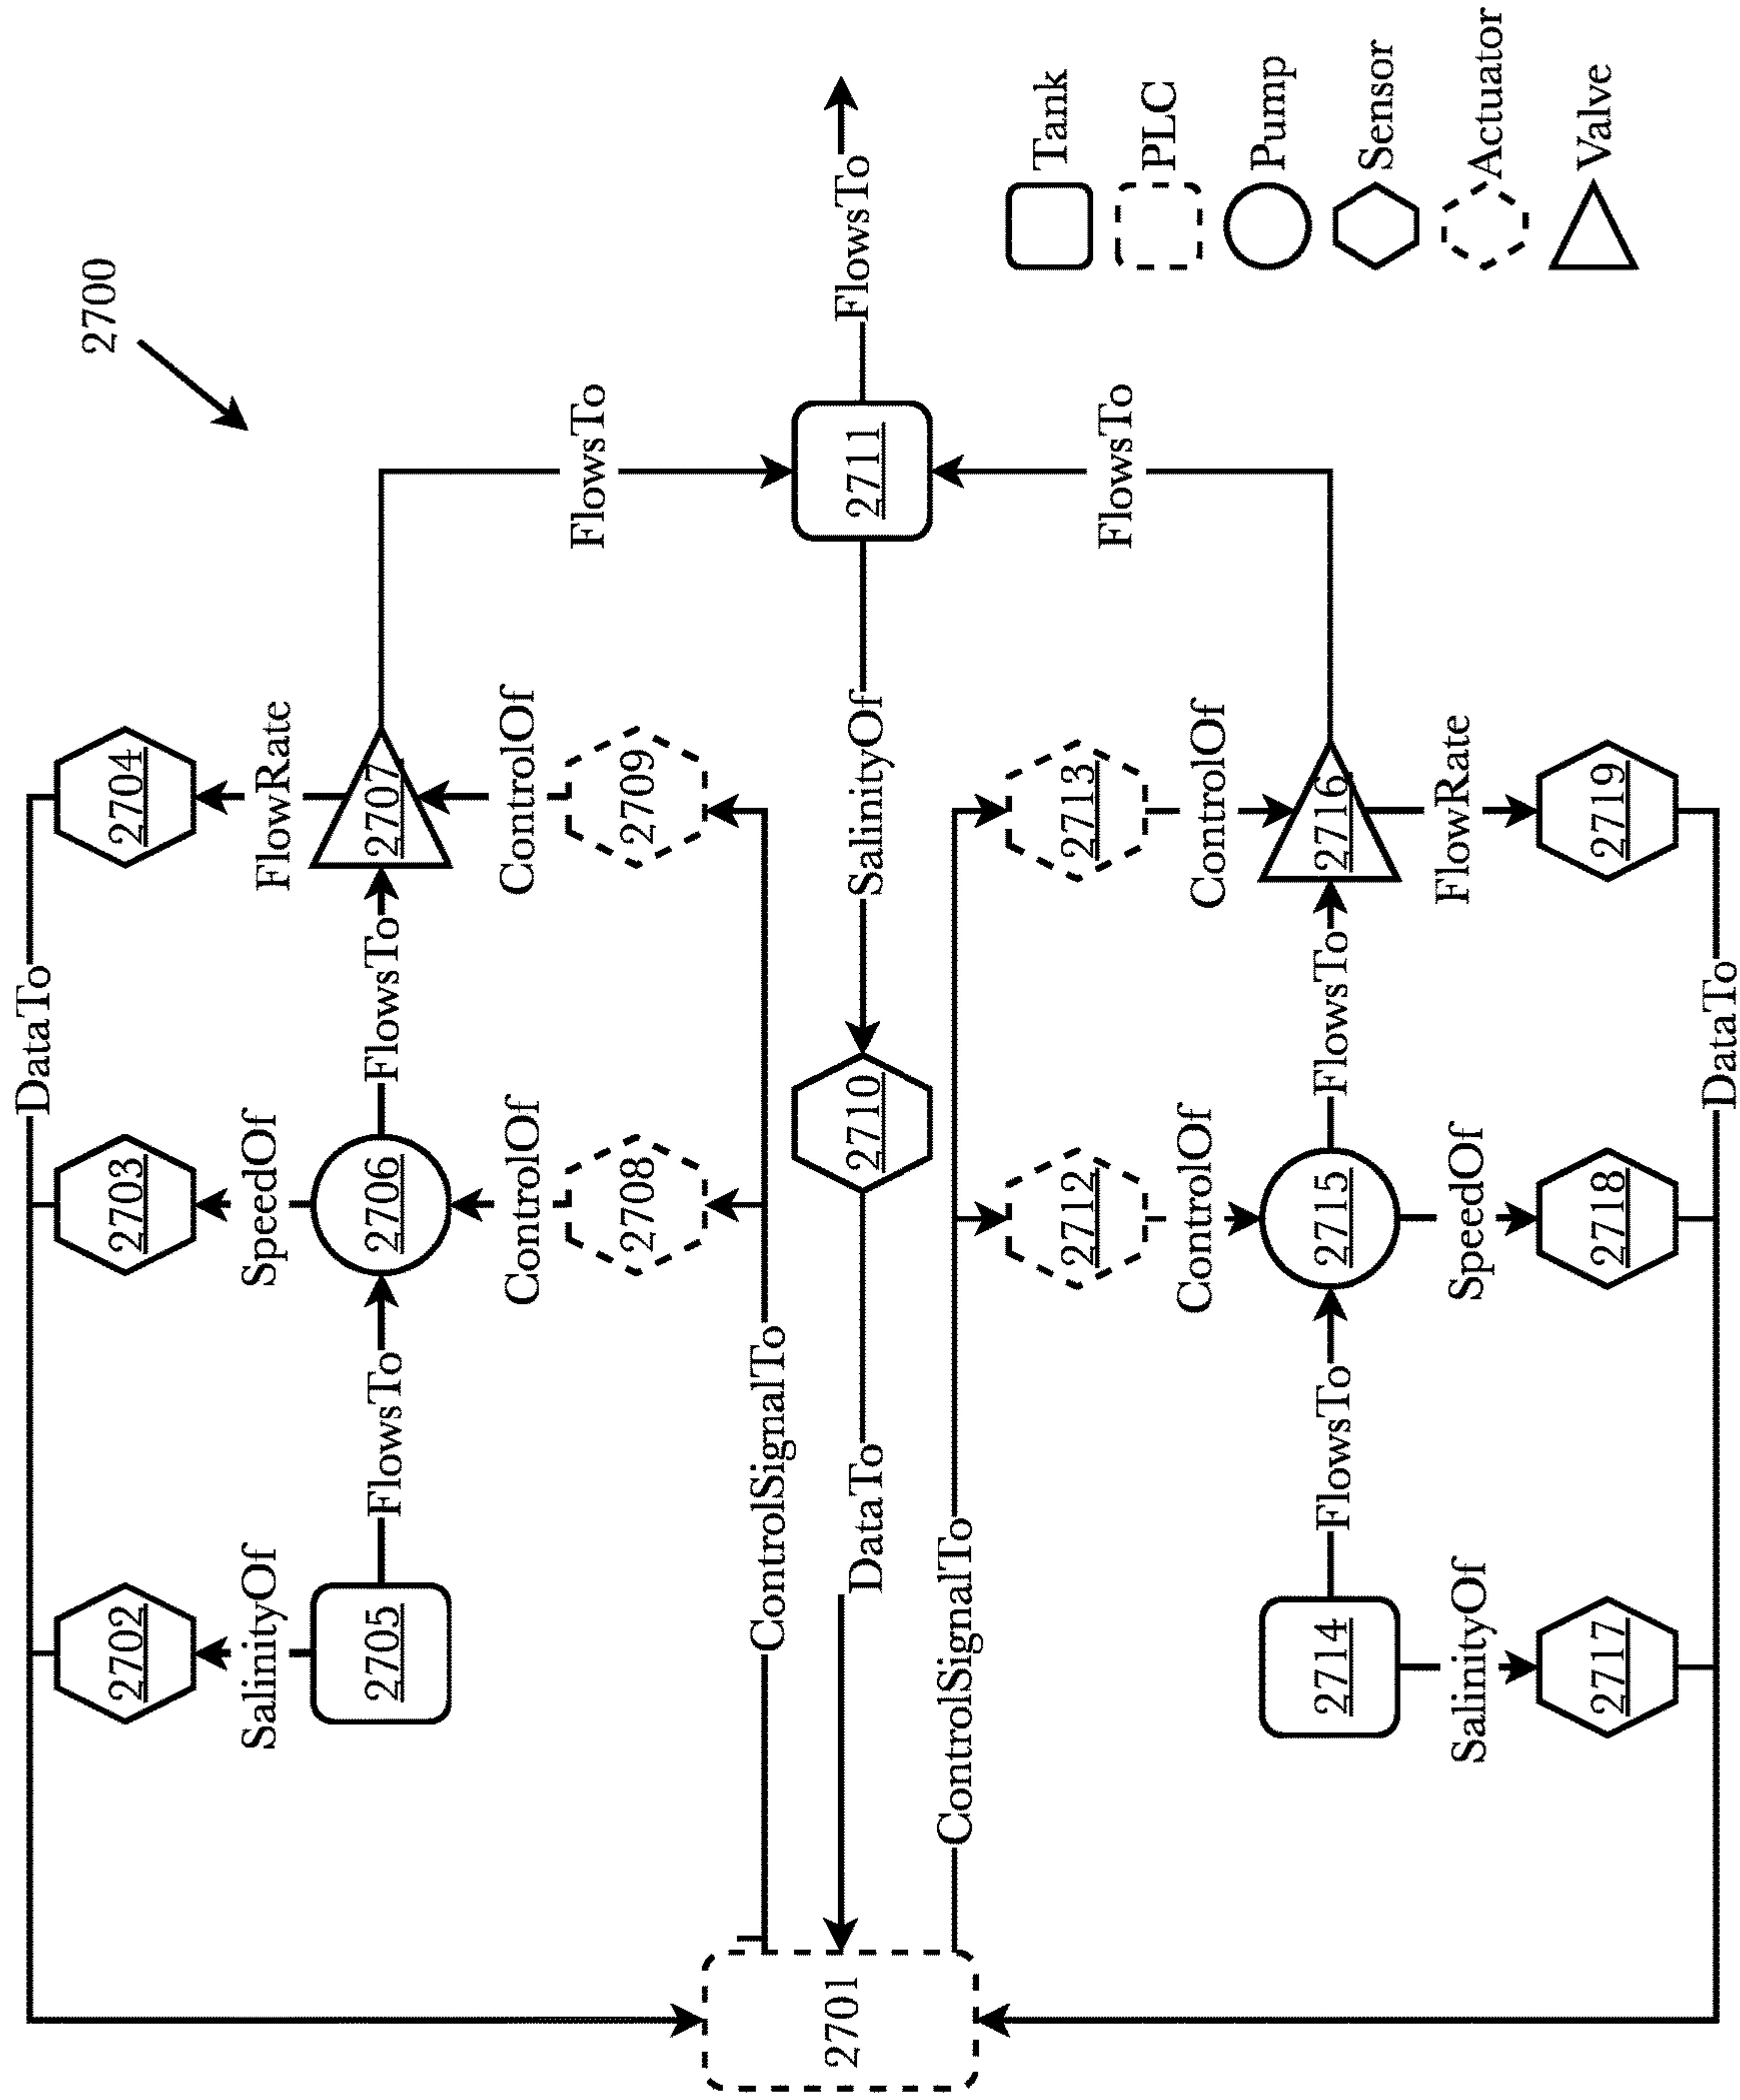 DataTo
2700
2702 2703 2704
SalinityOf SpeedOf FlowRate
2705 FlowsTo 2706 FlowsTo 2707
ControlOf ControlOf
FlowsTo
2708 2709
ControlSignalTo
2701 DataTo 2710 SalinityOf 2711 FlowsTo
ControlSignalTo
2712 2713
FlowsTo
ControlOf ControlOf
2714 FlowsTo 2715 FlowsTo 2716
SalinityOf SpeedOf FlowRate
2717 2718 2719
DataTo
Tank
PLC
Pump
Sensor
Actuator
Valve